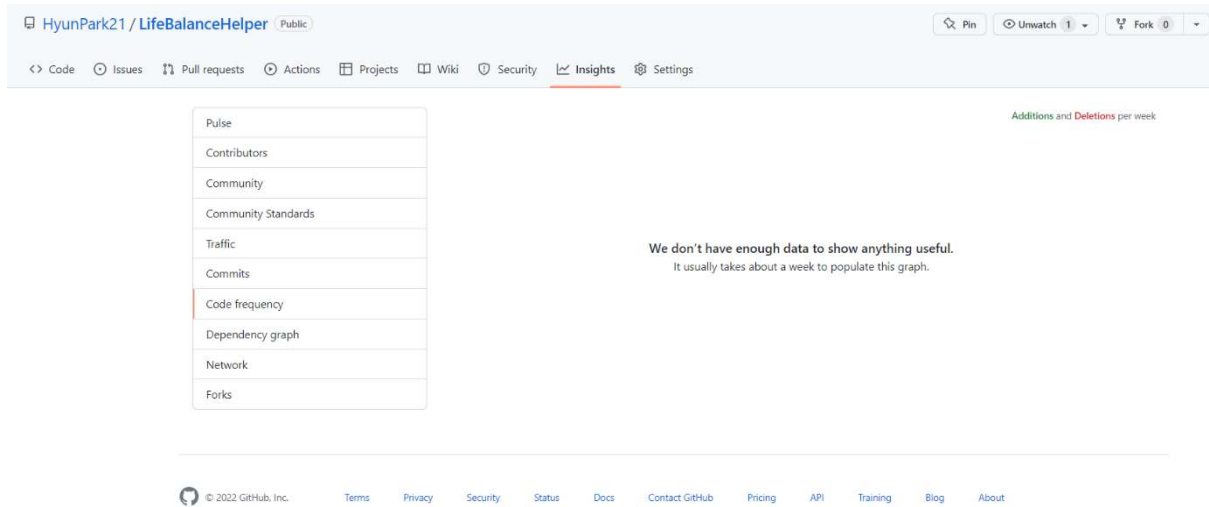 HyunPark21 / LifeBalanceHelper Public
Pin Unwatch 1 Fork 0
<> Code Issues Pull requests Actions Projects Wiki Security Insights Settings
Additions and Deletions per week
Pulse
Contributors
Community
Community Standards
Traffic
Commits
Code frequency
Dependency graph
Network
Forks
We don't have enough data to show anything useful.
It usually takes about a week to populate this graph.
© 2022 GitHub, Inc. Terms Privacy Security Status Docs Contact GitHub Pricing API Training Blog About